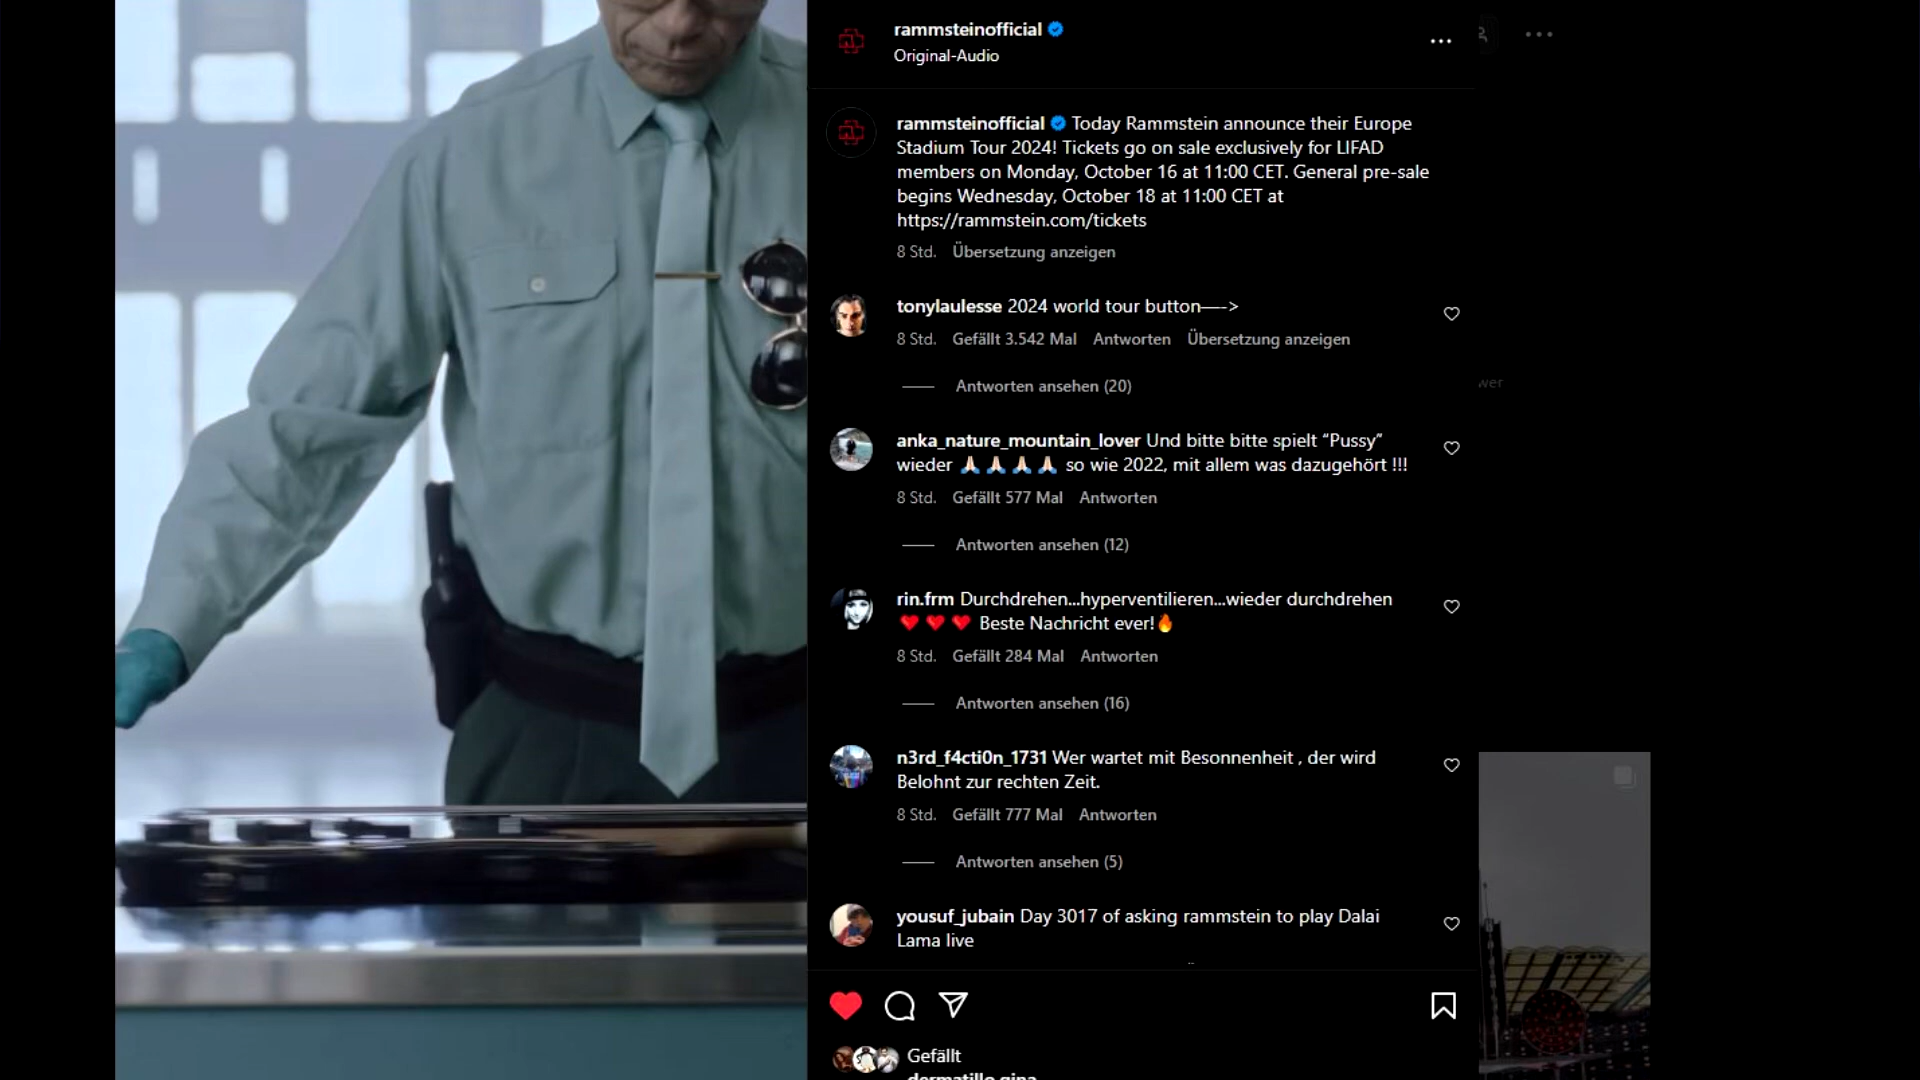 rammsteinofficial
Original-Audio
rammsteinofficial Today Rammstein announce their Europe
Stadium Tour 2024! Tickets go on sale exclusively for LIFAD
members on Monday, October 16 at 11:00 CET. General pre-sale
begins Wednesday, October 18 at 11:00 CET at
https://rammstein.com/tickets
8 Std. Übersetzung anzeigen
tonylaulesse 2024 world tour button—-->
8 Std. Gefällt 3.542 Mal Antworten Übersetzung anzeigen
Antworten ansehen (20)
wer
anka_nature_mountain_lover Und bitte bitte spielt “Pussy”
wieder 🙏🏻🙏🏻🙏🏻🙏🏻 so wie 2022, mit allem was dazugehört !!!
8 Std. Gefällt 577 Mal Antworten
Antworten ansehen (12)
rin.frm Durchdrehen...hyperventilieren...wieder durchdrehen
❤️❤️❤️ Beste Nachricht ever!🔥
8 Std. Gefällt 284 Mal Antworten
Antworten ansehen (16)
n3rd_f4cti0n_1731 Wer wartet mit Besonnenheit , der wird
Belohnt zur rechten Zeit.
8 Std. Gefällt 777 Mal Antworten
Antworten ansehen (5)
yousuf_jubain Day 3017 of asking rammstein to play Dalai
Lama live
Gefällt
dermatillo.gina